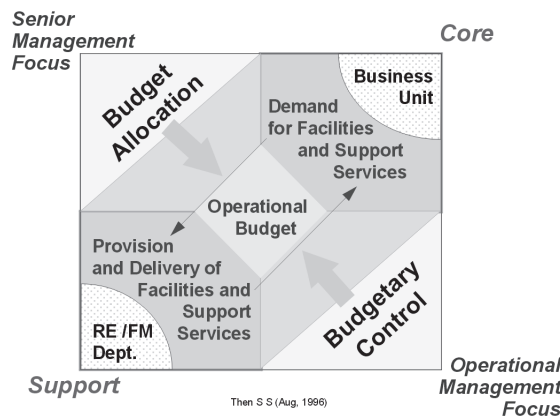 Senior
Management
Focus
Core
Budget
Allocation
Business
Unit
Demand
for Facilities
and Support
Services
Operational
Budget
Provision
and Delivery of
Facilities and
Support
Services
RE /FM
Dept.
Budgetary
Control
Support
Operational
Management
Focus
Then S S (Aug, 1996)